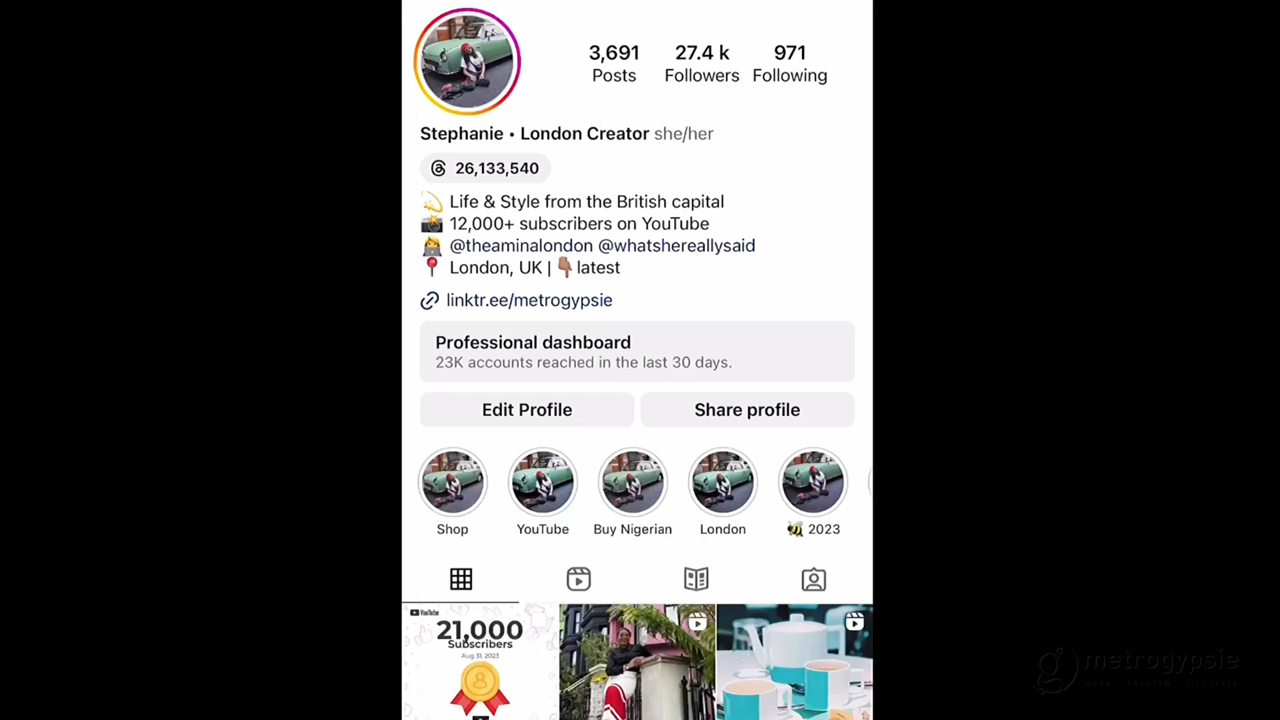 3,691 27.4 k 971
Posts Followers Following
Stephanie • London Creator she/her
26,133,540
Life & Style from the British capital
12,000+ subscribers on YouTube
@theaminalondon @whatshereallysaid
London, UK | latest
linktr.ee/metrogypsie
Professional dashboard
23K accounts reached in the last 30 days.
Edit Profile Share profile
Shop YouTube Buy Nigerian London 2023
YouTube
21,000
Subscribers
Aug 31, 2023
metrogypsie